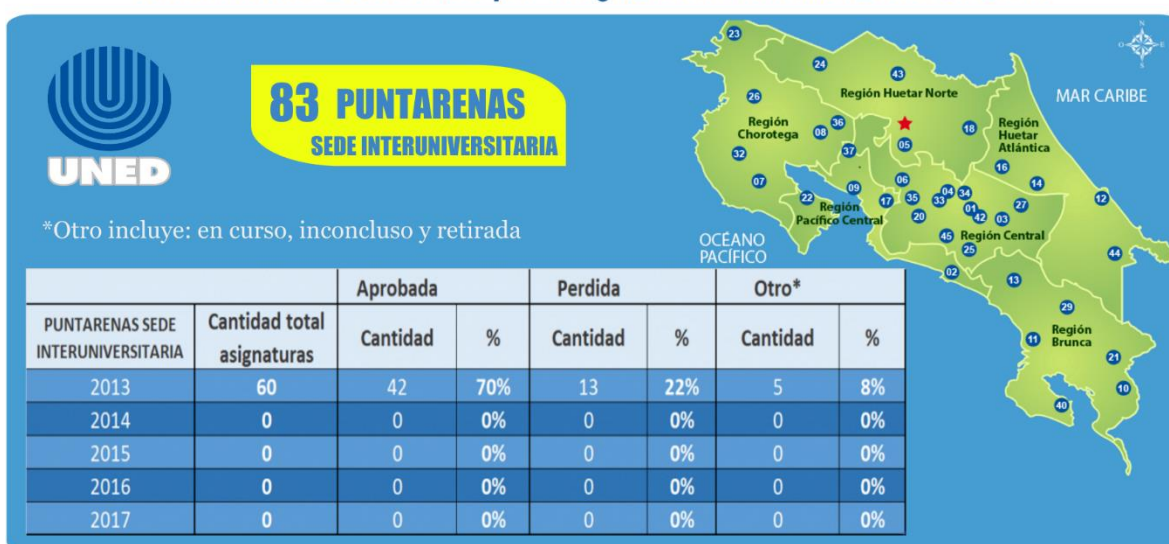 83 PUNTARENAS
SEDE INTERUNIVERSITARIA
UNED
*Otro incluye: en curso, inconcluso y retirada
Aprobada Perdida Otro*
PUNTARENAS SEDE INTERUNIVERSITARIA Cantidad total asignaturas Cantidad % Cantidad % Cantidad %
2013 60 42 70% 13 22% 5 8%
2014 0 0 0% 0 0% 0 0%
2015 0 0 0% 0 0% 0 0%
2016 0 0 0% 0 0% 0 0%
2017 0 0 0% 0 0% 0 0%
N
E
S
O
MAR CARIBE
OCÉANO
PACÍFICO
23
24
43
Región Huetar Norte
26
Región
Chorotega
08
36
18
Región
Huetar
Atlántica
05
32
37
16
07
06
14
09
22
17
35
33
04
34
12
Región
Pacífico Central
20
01
42
03
27
45
Región Central
25
44
02
13
29
11
Región
Brunca
21
10
40